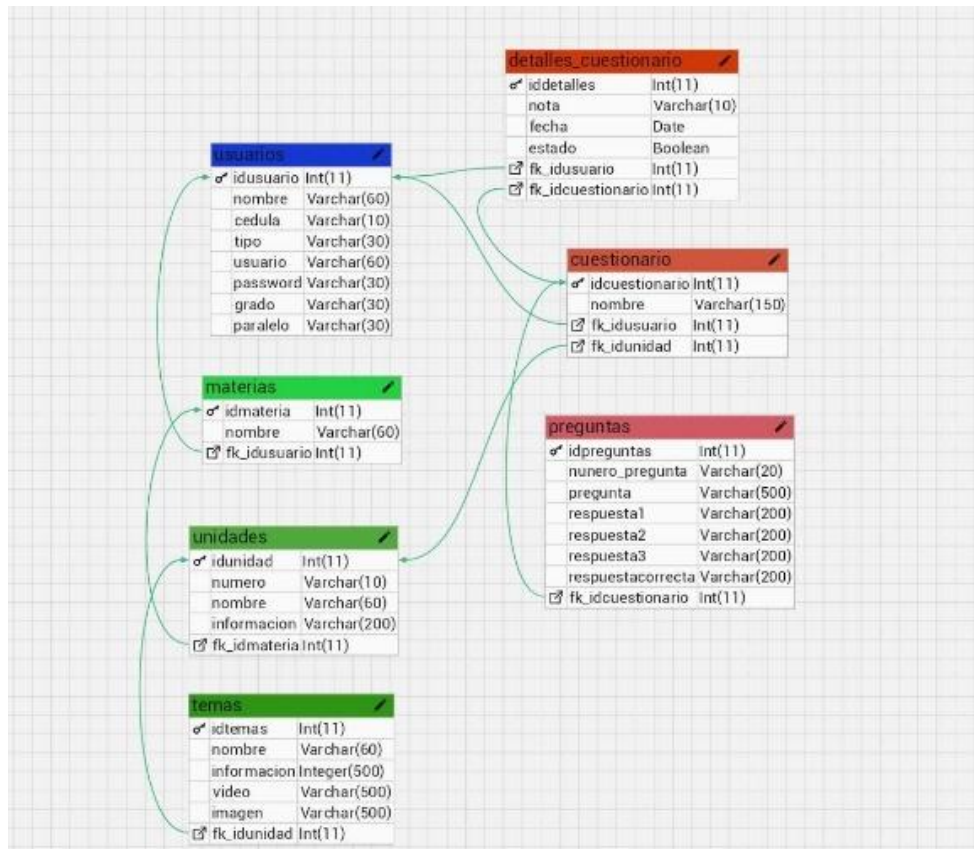 detalles_cuestionario
iddetalles Int(11)
nota Varchar(10)
fecha Date
estado Boolean
fk_idusuario Int(11)
fk_idcuestionario Int(11)
usuarios
idusuario Int(11)
nombre Varchar(60)
cedula Varchar(10)
tipo Varchar(30)
usuario Varchar(60)
password Varchar(30)
grado Varchar(30)
paralelo Varchar(30)
cuestionario
idcuestionario Int(11)
nombre Varchar(150)
fk_idusuario Int(11)
fk_idunidad Int(11)
materias
idmateria Int(11)
nombre Varchar(60)
fk_idusuario Int(11)
preguntas
idpreguntas Int(11)
nunero_pregunta Varchar(20)
pregunta Varchar(500)
respuesta1 Varchar(200)
respuesta2 Varchar(200)
respuesta3 Varchar(200)
respuestacorrecta Varchar(200)
fk_idcuestionario Int(11)
unidades
idunidad Int(11)
numero Varchar(10)
nombre Varchar(60)
informacion Varchar(200)
fk_idmateria Int(11)
temas
idtemas Int(11)
nombre Varchar(60)
informacion Integer(500)
video Varchar(500)
imagen Varchar(500)
fk_idunidad Int(11)